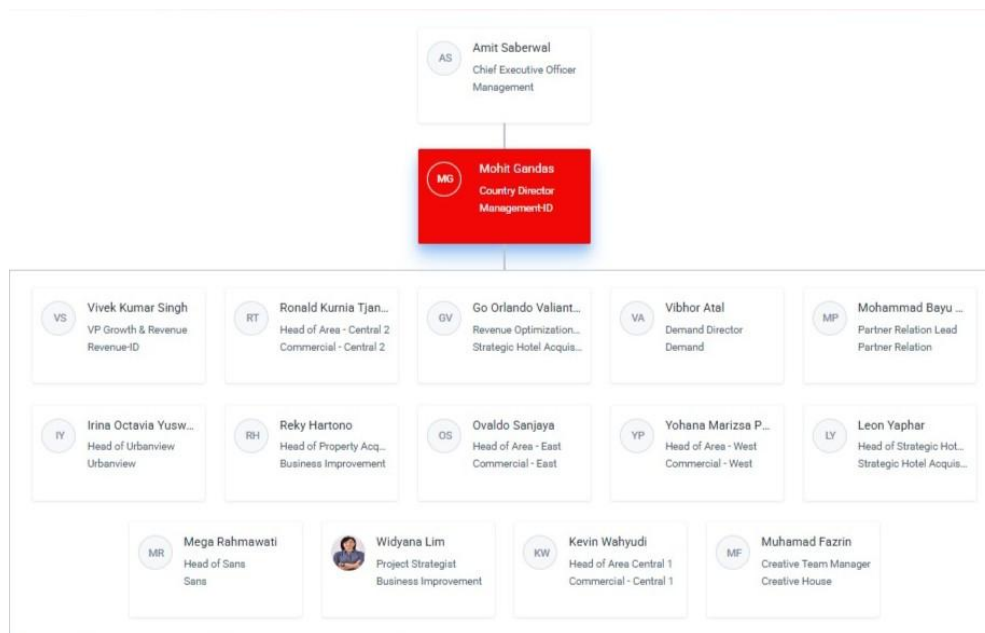 AS
Amit Saberwal
Chief Executive Officer
Management
MG
Mohit Gandas
Country Director
Management-ID
VS
Vivek Kumar Singh
VP Growth & Revenue
Revenue-ID
RT
Ronald Kurnia Tjan...
Head of Area - Central 2
Commercial - Central 2
GV
Go Orlando Valiant...
Revenue Optimization...
Strategic Hotel Acquis...
VA
Vibhor Atal
Demand Director
Demand
MP
Mohammad Bayu ...
Partner Relation Lead
Partner Relation
IY
Irina Octavia Yusw...
Head of Urbanview
Urbanview
RH
Reky Hartono
Head of Property Acq...
Business Improvement
OS
Ovaldo Sanjaya
Head of Area - East
Commercial - East
YP
Yohana Marizsa P...
Head of Area - West
Commercial - West
LY
Leon Yaphar
Head of Strategic Hot...
Strategic Hotel Acquis...
MR
Mega Rahmawati
Head of Sans
Sans
Widyana Lim
Project Strategist
Business Improvement
KW
Kevin Wahyudi
Head of Area Central 1
Commercial - Central 1
MF
Muhamad Fazrin
Creative Team Manager
Creative House